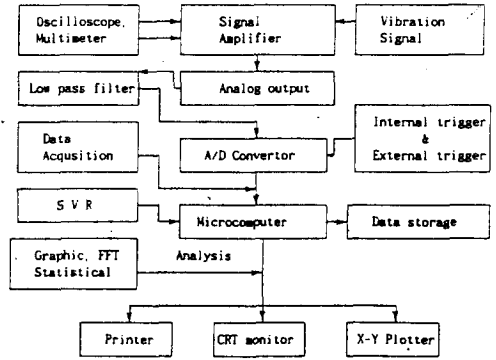 Oscilloscope,
Multimeter
Signal
Amplifier
Vibration
Signal
Low pass filter
Analog output
Data
Acqusition
A/D Convertor
Internal trigger
&
External trigger
S V R
Microcomputer
Data storage
Graphic, FFT
Statistical
Analysis
Printer
CRT monitor
X-Y Plotter